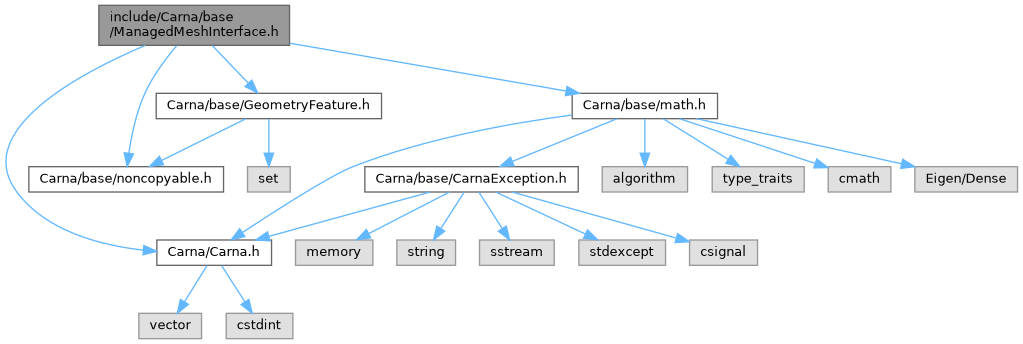 include/Carna/base
/ManagedMeshInterface.h
Carna/base/GeometryFeature.h
Carna/base/math.h
Carna/base/noncopyable.h
set
Carna/base/CarnaException.h
algorithm
type_traits
cmath
Eigen/Dense
Carna/Carna.h
memory
string
sstream
stdexcept
csignal
vector
cstdint